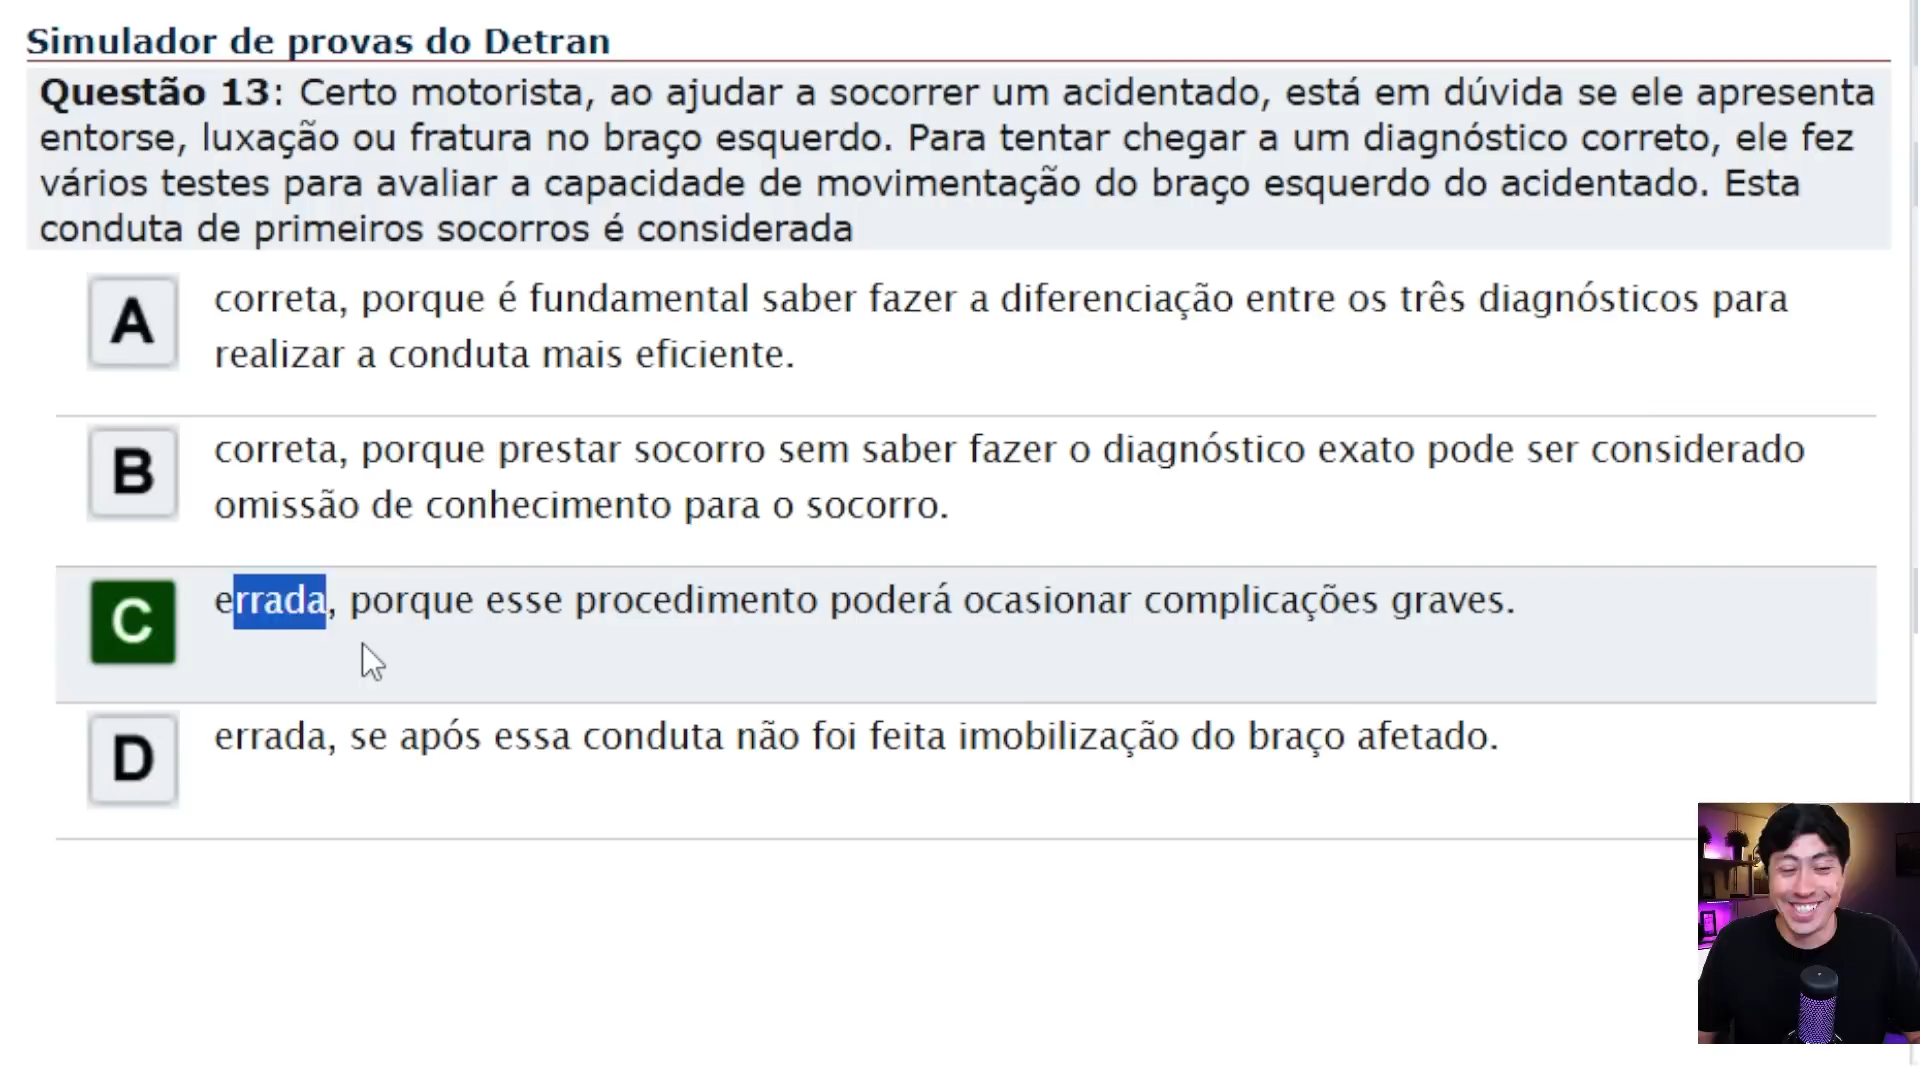 Simulador de provas do Detran
Questão 13: Certo motorista, ao ajudar a socorrer um acidentado, está em dúvida se ele apresenta
entorse, luxação ou fratura no braço esquerdo. Para tentar chegar a um diagnóstico correto, ele fez
vários testes para avaliar a capacidade de movimentação do braço esquerdo do acidentado. Esta
conduta de primeiros socorros é considerada
A
correta, porque é fundamental saber fazer a diferenciação entre os três diagnósticos para
realizar a conduta mais eficiente.
B
correta, porque prestar socorro sem saber fazer o diagnóstico exato pode ser considerado
omissão de conhecimento para o socorro.
C
errada, porque esse procedimento poderá ocasionar complicações graves.
D
errada, se após essa conduta não foi feita imobilização do braço afetado.